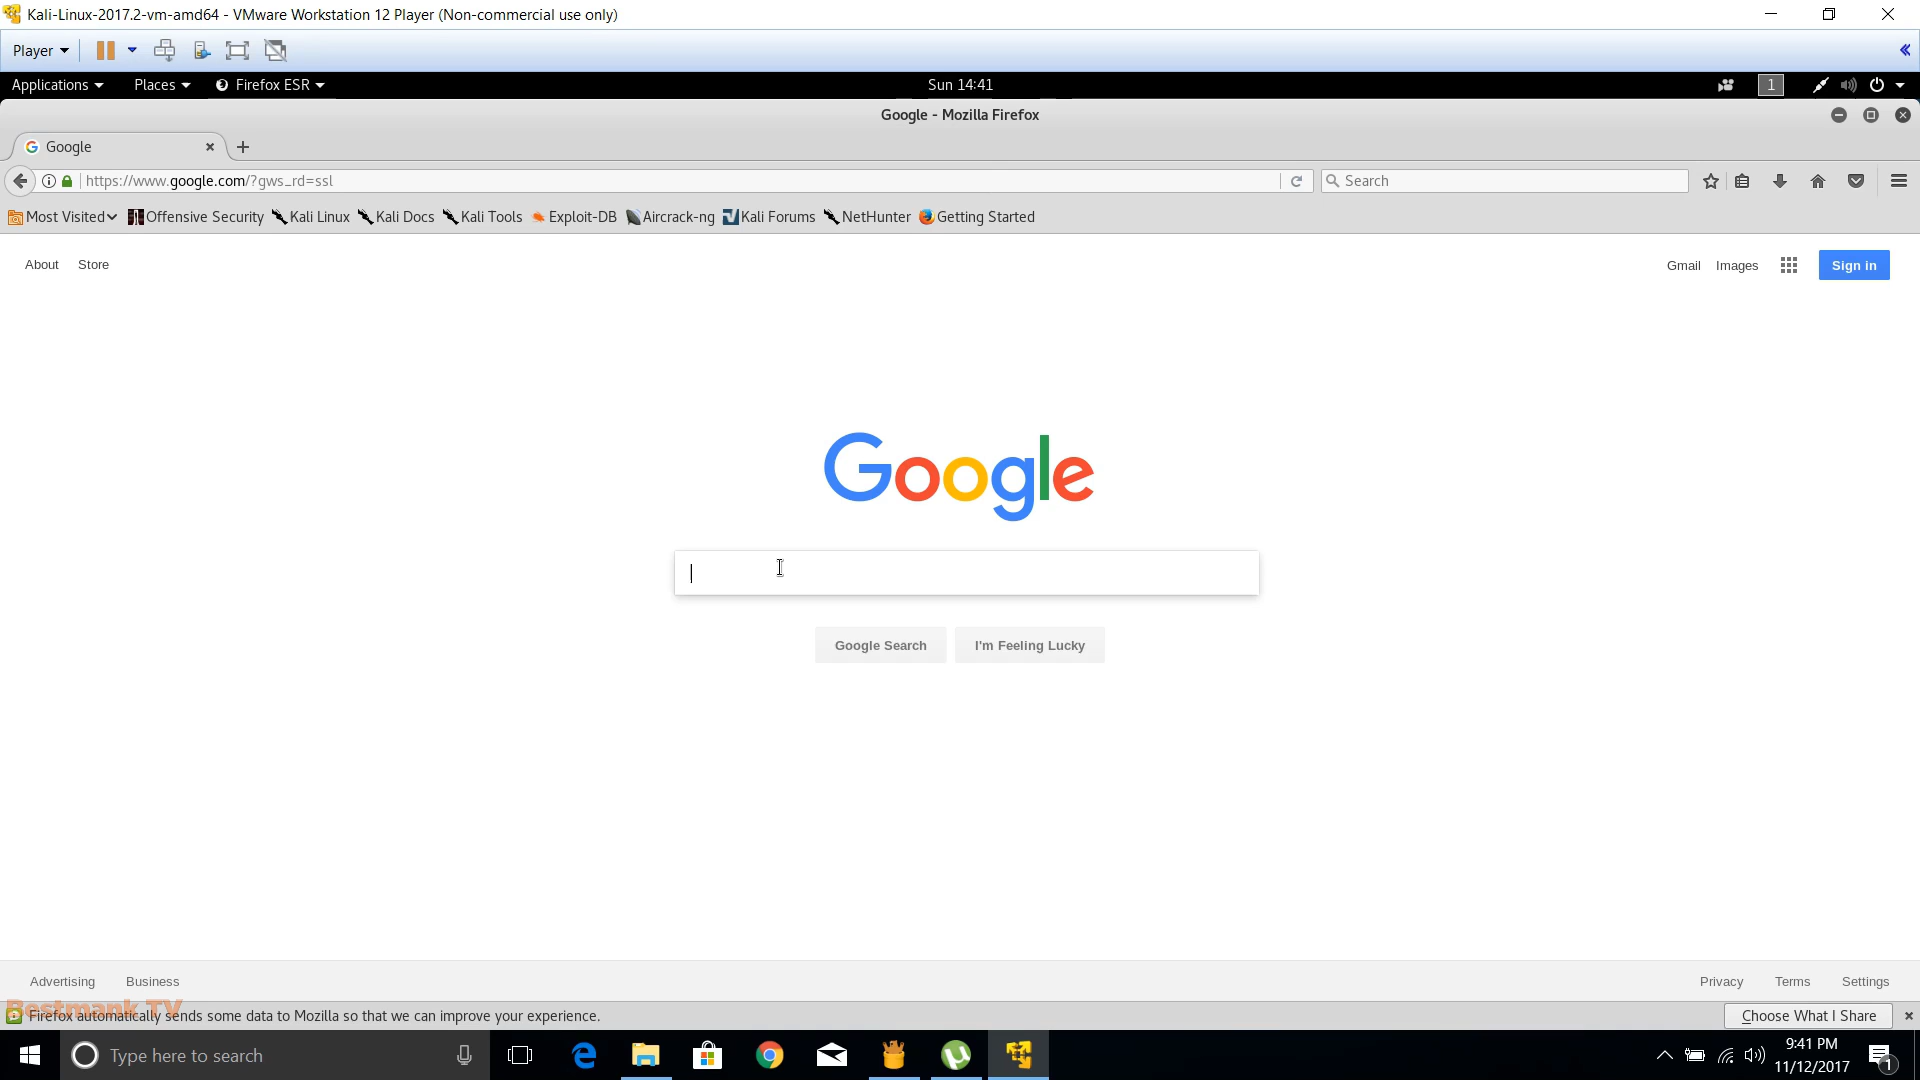 Kali-Linux-2017.2-vm-amd64 - VMware Workstation 12 Player (Non-commercial use only)
Player
Applications Places Firefox ESR Sun 14:41 1
Google - Mozilla Firefox
Google
https://www.google.com/?gws_rd=ssl Search
Most Visited Offensive Security Kali Linux Kali Docs Kali Tools Exploit-DB Aircrack-ng Kali Forums NetHunter Getting Started
About Store Gmail Images Sign in
Google
Google Search I'm Feeling Lucky
Advertising Business Privacy Terms Settings
Bestmank TV
Firefox automatically sends some data to Mozilla so that we can improve your experience. Choose What I Share
Type here to search 9:41 PM
11/12/2017 1